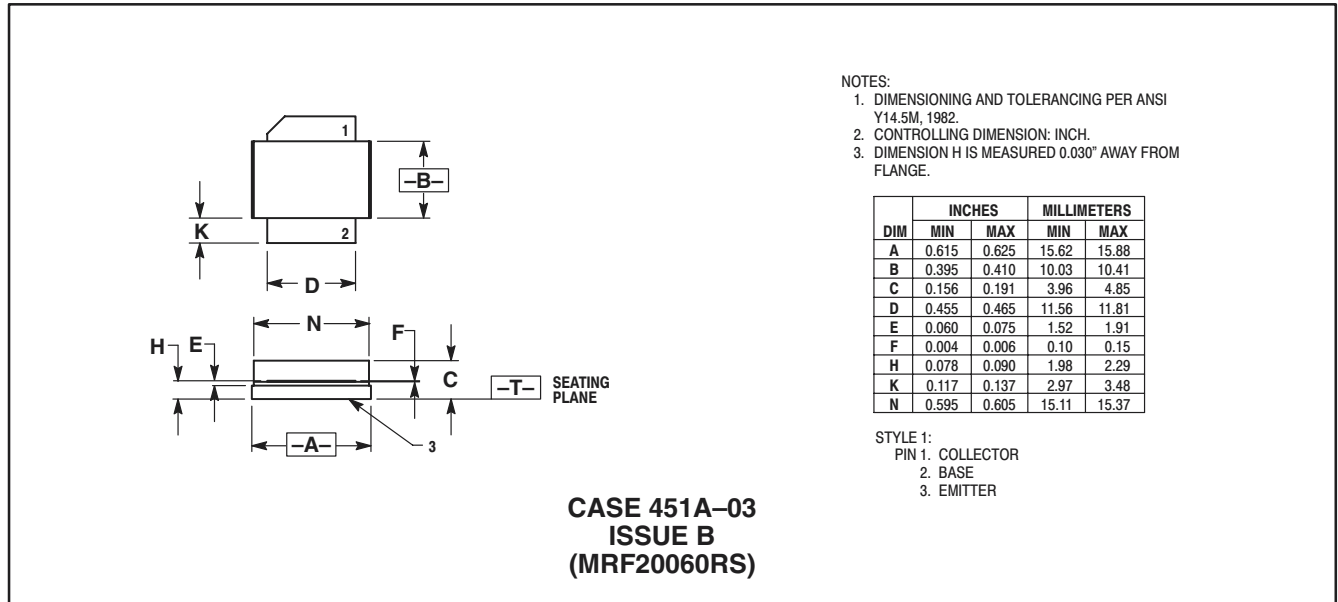 1
–B–
K
2
D
N
F
H
E
C
–T–
SEATING
PLANE
–A–
3
NOTES:
1. DIMENSIONING AND TOLERANCING PER ANSI
Y14.5M, 1982.
2. CONTROLLING DIMENSION: INCH.
3. DIMENSION H IS MEASURED 0.030” AWAY FROM
FLANGE.
INCHES MILLIMETERS
DIM MIN MAX MIN MAX
A 0.615 0.625 15.62 15.88
B 0.395 0.410 10.03 10.41
C 0.156 0.191 3.96 4.85
D 0.455 0.465 11.56 11.81
E 0.060 0.075 1.52 1.91
F 0.004 0.006 0.10 0.15
H 0.078 0.090 1.98 2.29
K 0.117 0.137 2.97 3.48
N 0.595 0.605 15.11 15.37
STYLE 1:
PIN 1. COLLECTOR
2. BASE
3. EMITTER
CASE 451A–03
ISSUE B
(MRF20060RS)